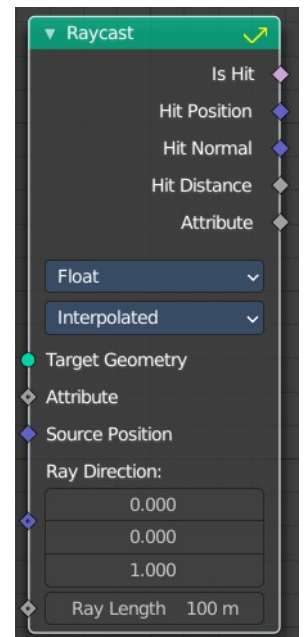 Raycast
Is Hit
Hit Position
Hit Normal
Hit Distance
Attribute
Float
Interpolated
Target Geometry
Attribute
Source Position
Ray Direction:
0.000
0.000
1.000
Ray Length 100 m